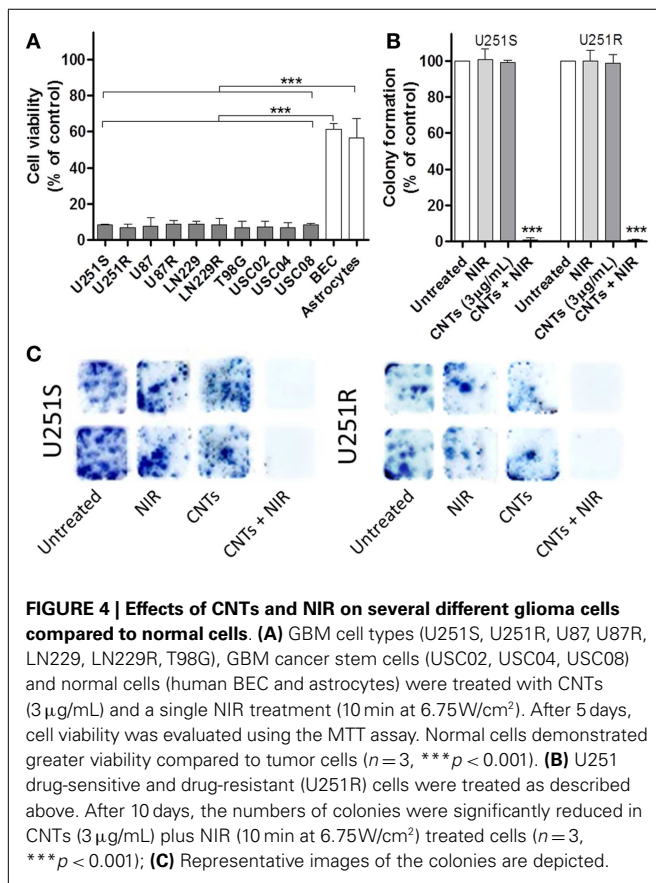 A
Cell viability
(% of control)
100
80
60
40
20
0
***
***
U251S
U251R
U87
U87R
LN229
LN229R
T98G
USC02
USC04
USC08
BEC
Astrocytes
B
Colony formation
(% of control)
100
80
60
40
20
0
U251S
U251R
***
***
Untreated
NIR
CNTs (3µg/mL)
CNTs + NIR
Untreated
NIR
CNTs (3µg/mL)
CNTs + NIR
C
U251S
Untreated
NIR
CNTs
CNTs + NIR
U251R
Untreated
NIR
CNTs
CNTs + NIR
FIGURE 4 | Effects of CNTs and NIR on several different glioma cells
compared to normal cells. (A) GBM cell types (U251S, U251R, U87, U87R,
LN229, LN229R, T98G), GBM cancer stem cells (USC02, USC04, USC08)
and normal cells (human BEC and astrocytes) were treated with CNTs
(3 µg/mL) and a single NIR treatment (10 min at 6.75 W/cm²). After 5 days,
cell viability was evaluated using the MTT assay. Normal cells demonstrated
greater viability compared to tumor cells (n = 3, ***p < 0.001). (B) U251
drug-sensitive and drug-resistant (U251R) cells were treated as described
above. After 10 days, the numbers of colonies were significantly reduced in
CNTs (3 µg/mL) plus NIR (10 min at 6.75 W/cm²) treated cells (n = 3,
***p < 0.001); (C) Representative images of the colonies are depicted.